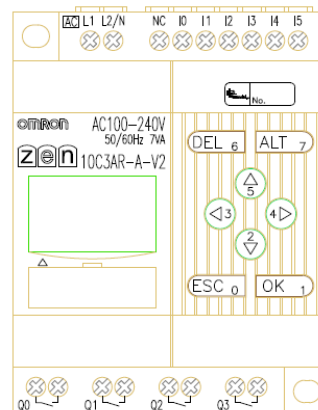 AC L1 L2/N NC I0 I1 I2 I3 I4 I5
No.
omron AC100-240V
50/60Hz 7VA
zen 10C3AR-A-V2
DEL 6 ALT 7
5
3 4
2
ESC 0 OK 1
Q0 Q1 Q2 Q3